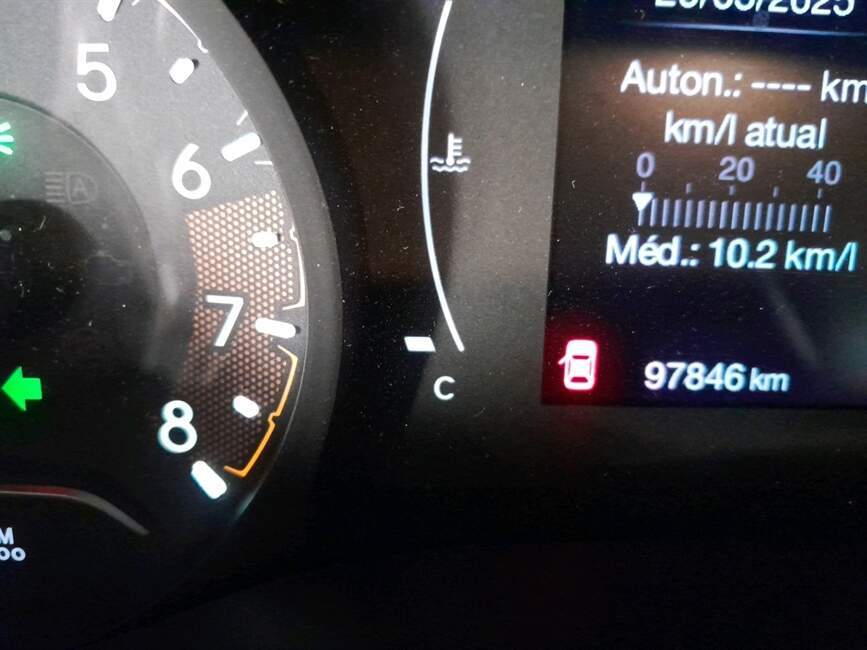 5
6
7
8
C
Auton.: ---- km
km/l atual
0 20 40
Méd.: 10.2 km/l
97846 km
A